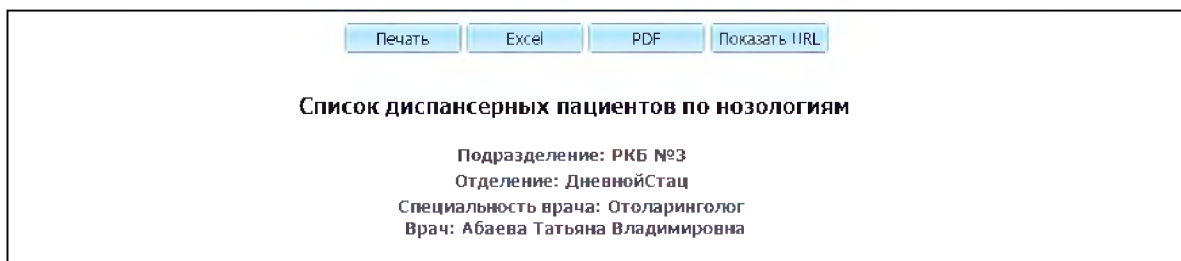 Печать Excel PDF Показать URL
Список диспансерных пациентов по нозологиям
Подразделение: РКБ №3
Отделение: ДневнойСтац
Специальность врача: Отоларинголог
Врач: Абаева Татьяна Владимировна